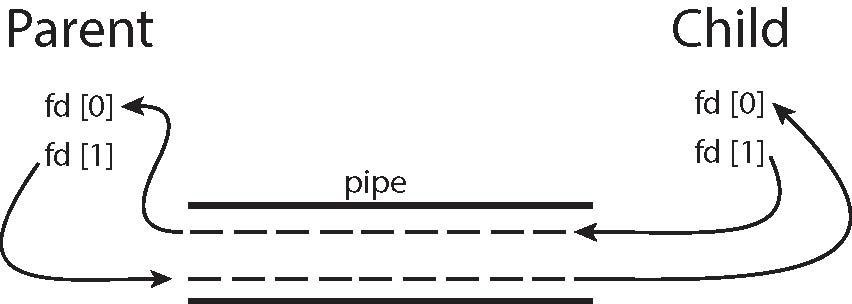 Parent
Child
fd [0]
fd [0]
fd [1]
fd [1]
pipe